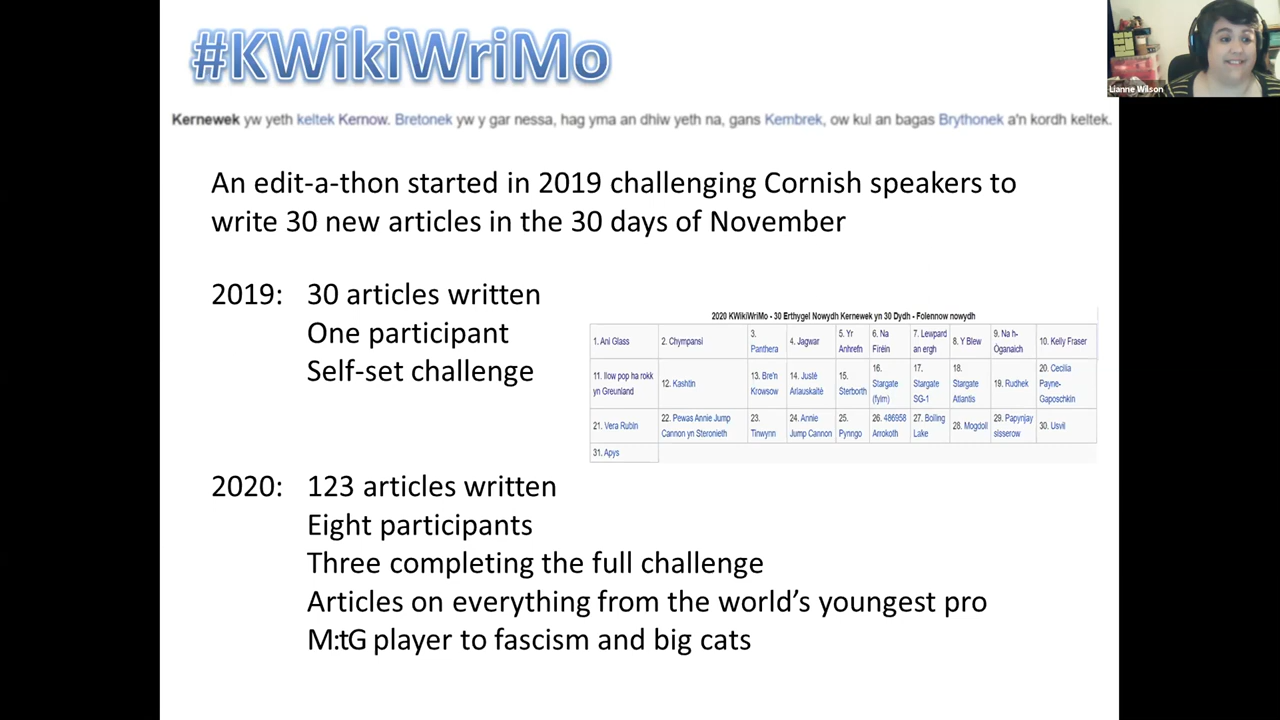 #KWikiWriMo
Lianne Wilson
Kernewek yw yeth keltek Kernow. Bretonek yw y gar nessa, hag yma an dhiw yeth na, gans Kembrek, ow kul an bagas Brythonek a'n kordh keltek.
An edit-a-thon started in 2019 challenging Cornish speakers to
write 30 new articles in the 30 days of November
2019: 30 articles written
One participant
Self-set challenge
2020 KWikiWriMo - 30 Erthygel Nowydh Kernewek yn 30 Dydh - Folennow nowydh
1. Ani Glass
2. Chympansi
3.
Panthera
4. Jagwar
5. Yr
Anhrefn
6. Na
Fíréin
7. Lewpard
an ergh
8. Y Blew
9. Na h-
Òganaich
10. Kelly Fraser
11. Ilow pop ha rokk
yn Greunland
12. Kashtin
13. Bre'n
Krowsow
14. Justė
Arlauskaitė
15.
Sterborth
16.
Stargate
(fylm)
17.
Stargate
SG-1
18.
Stargate
Atlantis
19. Rudhek
20. Cecilia
Payne-
Gaposchkin
21. Vera Rubin
22. Pewas Annie Jump
Cannon yn Steronieth
23.
Tinwynn
24. Annie
Jump Cannon
25.
Pynngo
26. 486958
Arrokoth
27. Boiling
Lake
28. Mogdoll
29. Papynjay
sisserow
30. Usvil
31. Apys
2020: 123 articles written
Eight participants
Three completing the full challenge
Articles on everything from the world's youngest pro
M:tG player to fascism and big cats